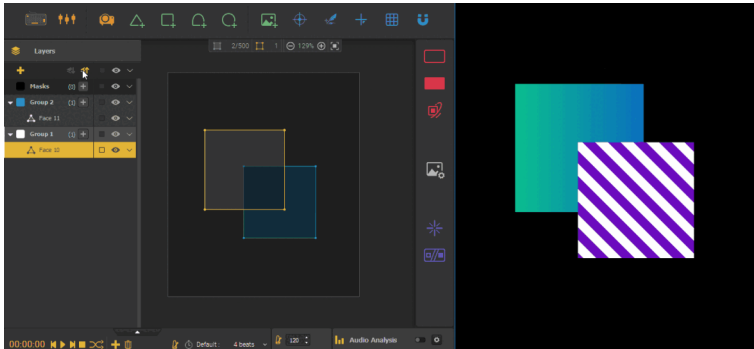 2/500 1 129%
Layers
Masks (0) +
Group 2 (1) +
Face 11
Group 1 (1) +
Face 12
00:00:00 Default: 4 beats 120 Audio Analysis